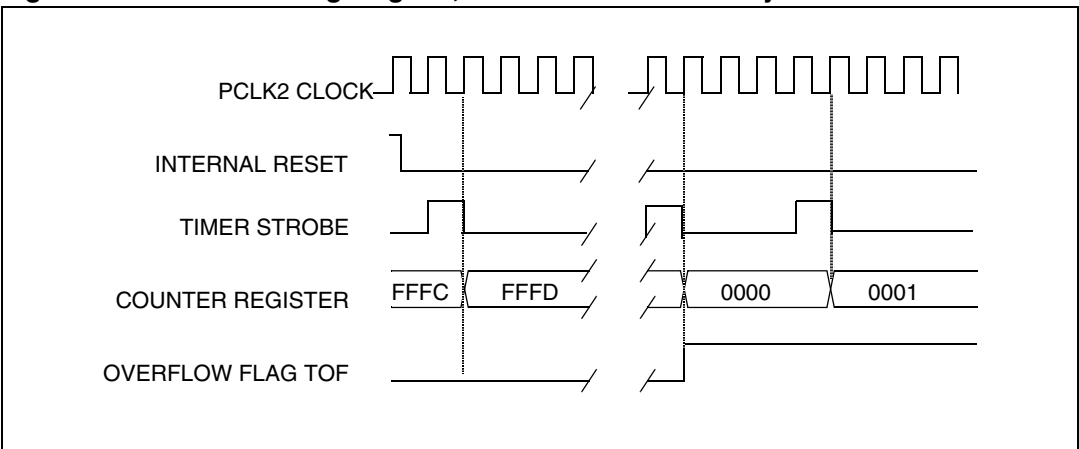 PCLK2 CLOCK
INTERNAL RESET
TIMER STROBE
COUNTER REGISTER FFFC FFFD 0000 0001
OVERFLOW FLAG TOF